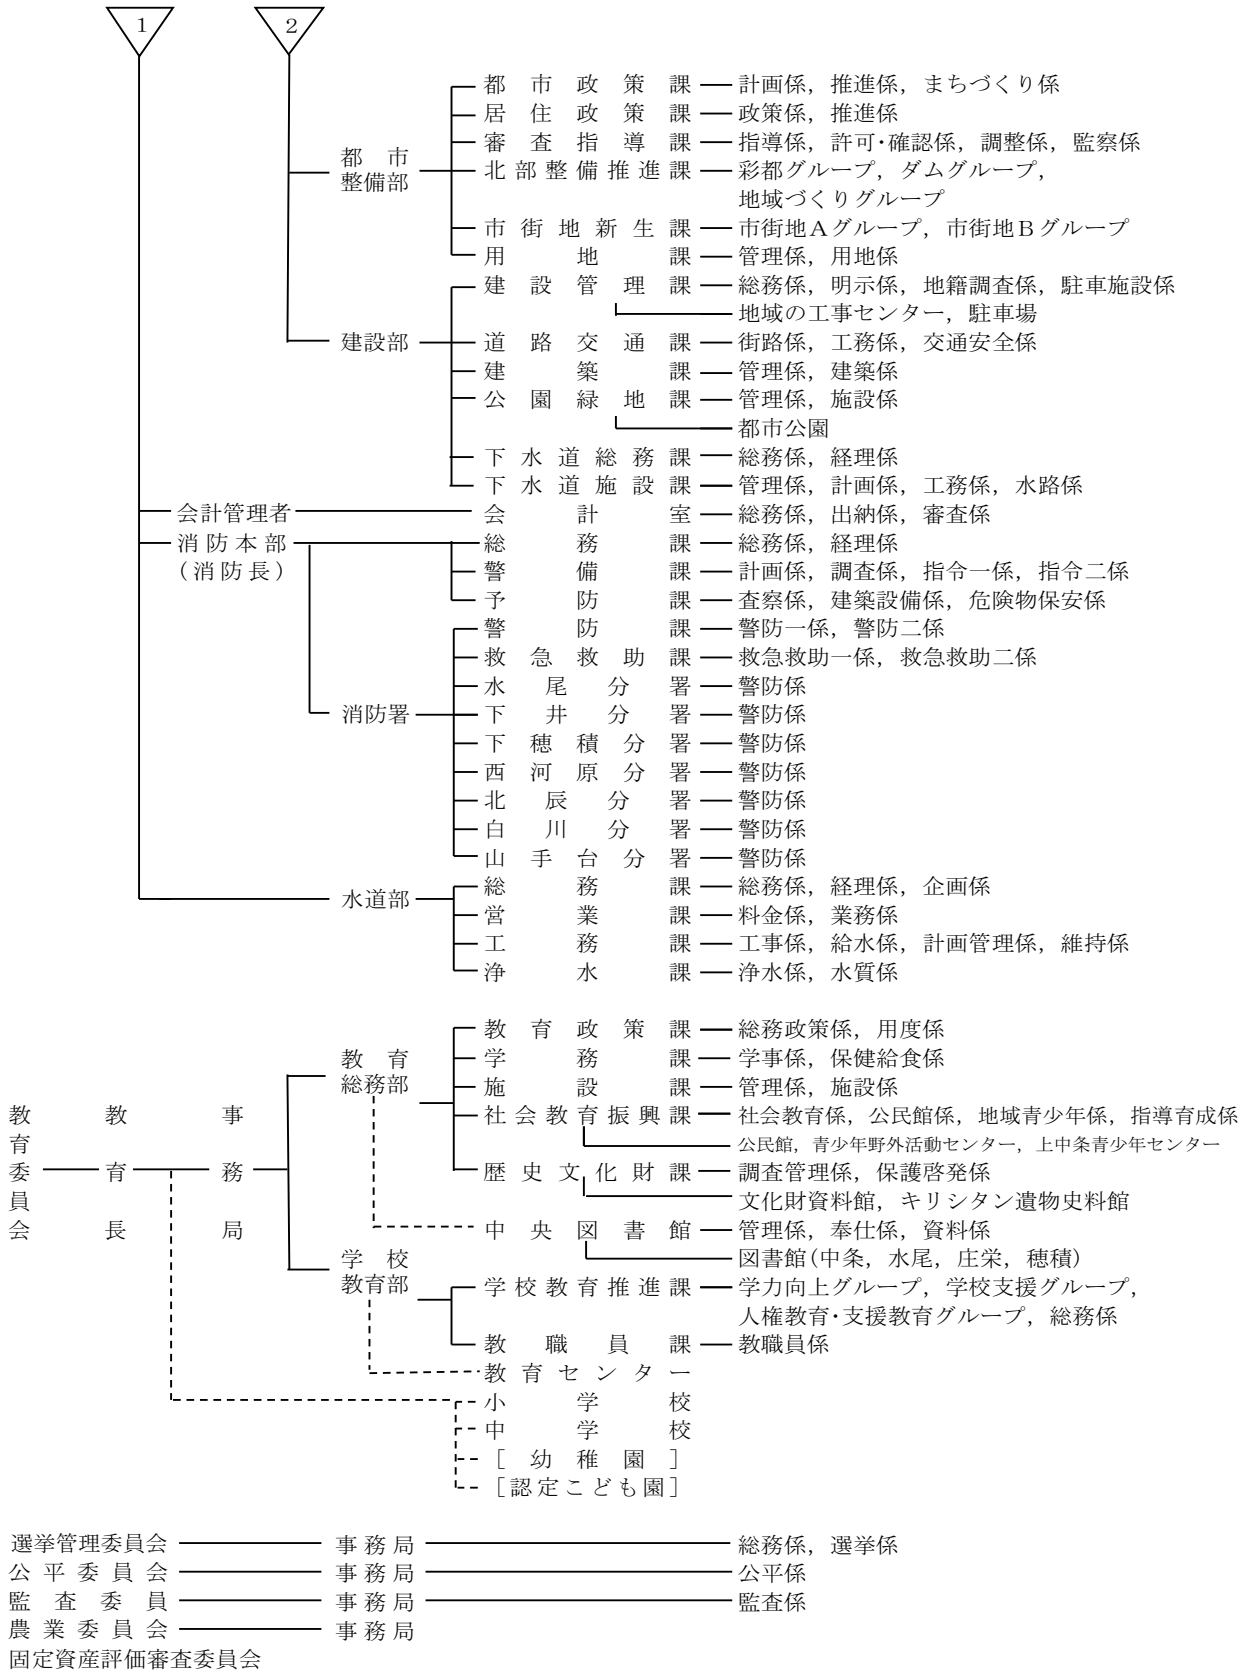 1 2
都市政策課 計画係，推進係，まちづくり係
居住政策課 政策係，推進係
審査指導課 指導係，許可・確認係，調整係，監察係
都市整備部
北部整備推進課 彩都グループ，ダムグループ，
地域づくりグループ
市街地新生課 市街地Aグループ，市街地Bグループ
用地課 管理係，用地係
建設管理課 総務係，明示係，地籍調査係，駐車施設係
地域の工事センター，駐車場
建設部 道路交通課 街路係，工務係，交通安全係
建築課 管理係，建築係
公園緑地課 管理係，施設係
都市公園
下水道総務課 総務係，経理係
下水道施設課 管理係，計画係，工務係，水路係
会計管理者 会計室 総務係，出納係，審査係
消防本部 総務課 総務係，経理係
（消防長） 警備課 計画係，調査係，指令一係，指令二係
予防課 査察係，建築設備係，危険物保安係
警防課 警防一係，警防二係
救急救助課 救急救助一係，救急救助二係
水尾分署 警防係
消防署 下井分署 警防係
下穂積分署 警防係
西河原分署 警防係
北辰分署 警防係
白川分署 警防係
山手台分署 警防係
水道部 総務課 総務係，経理係，企画係
営業課 料金係，業務係
工務課 工事係，給水係，計画管理係，維持係
浄水課 浄水係，水質係
教育委員会 教育長 事務局
教育総務部
教育政策課 総務政策係，用度係
学務課 学事係，保健給食係
施設課 管理係，施設係
社会教育振興課 社会教育係，公民館係，地域青少年係，指導育成係
公民館，青少年野外活動センター，上中条青少年センター
歴史文化財課 調査管理係，保護啓発係
文化財資料館，キリシタン遺物史料館
中央図書館 管理係，奉仕係，資料係
図書館（中条，水尾，庄栄，穂積）
学校教育部
学校教育推進課 学力向上グループ，学校支援グループ，
人権教育・支援教育グループ，総務係
教職員課 教職員係
教育センター
小学校
中学校
［幼稚園］
［認定こども園］
選挙管理委員会 事務局 総務係，選挙係
公平委員会 事務局 公平係
監査委員 事務局 監査係
農業委員会 事務局
固定資産評価審査委員会